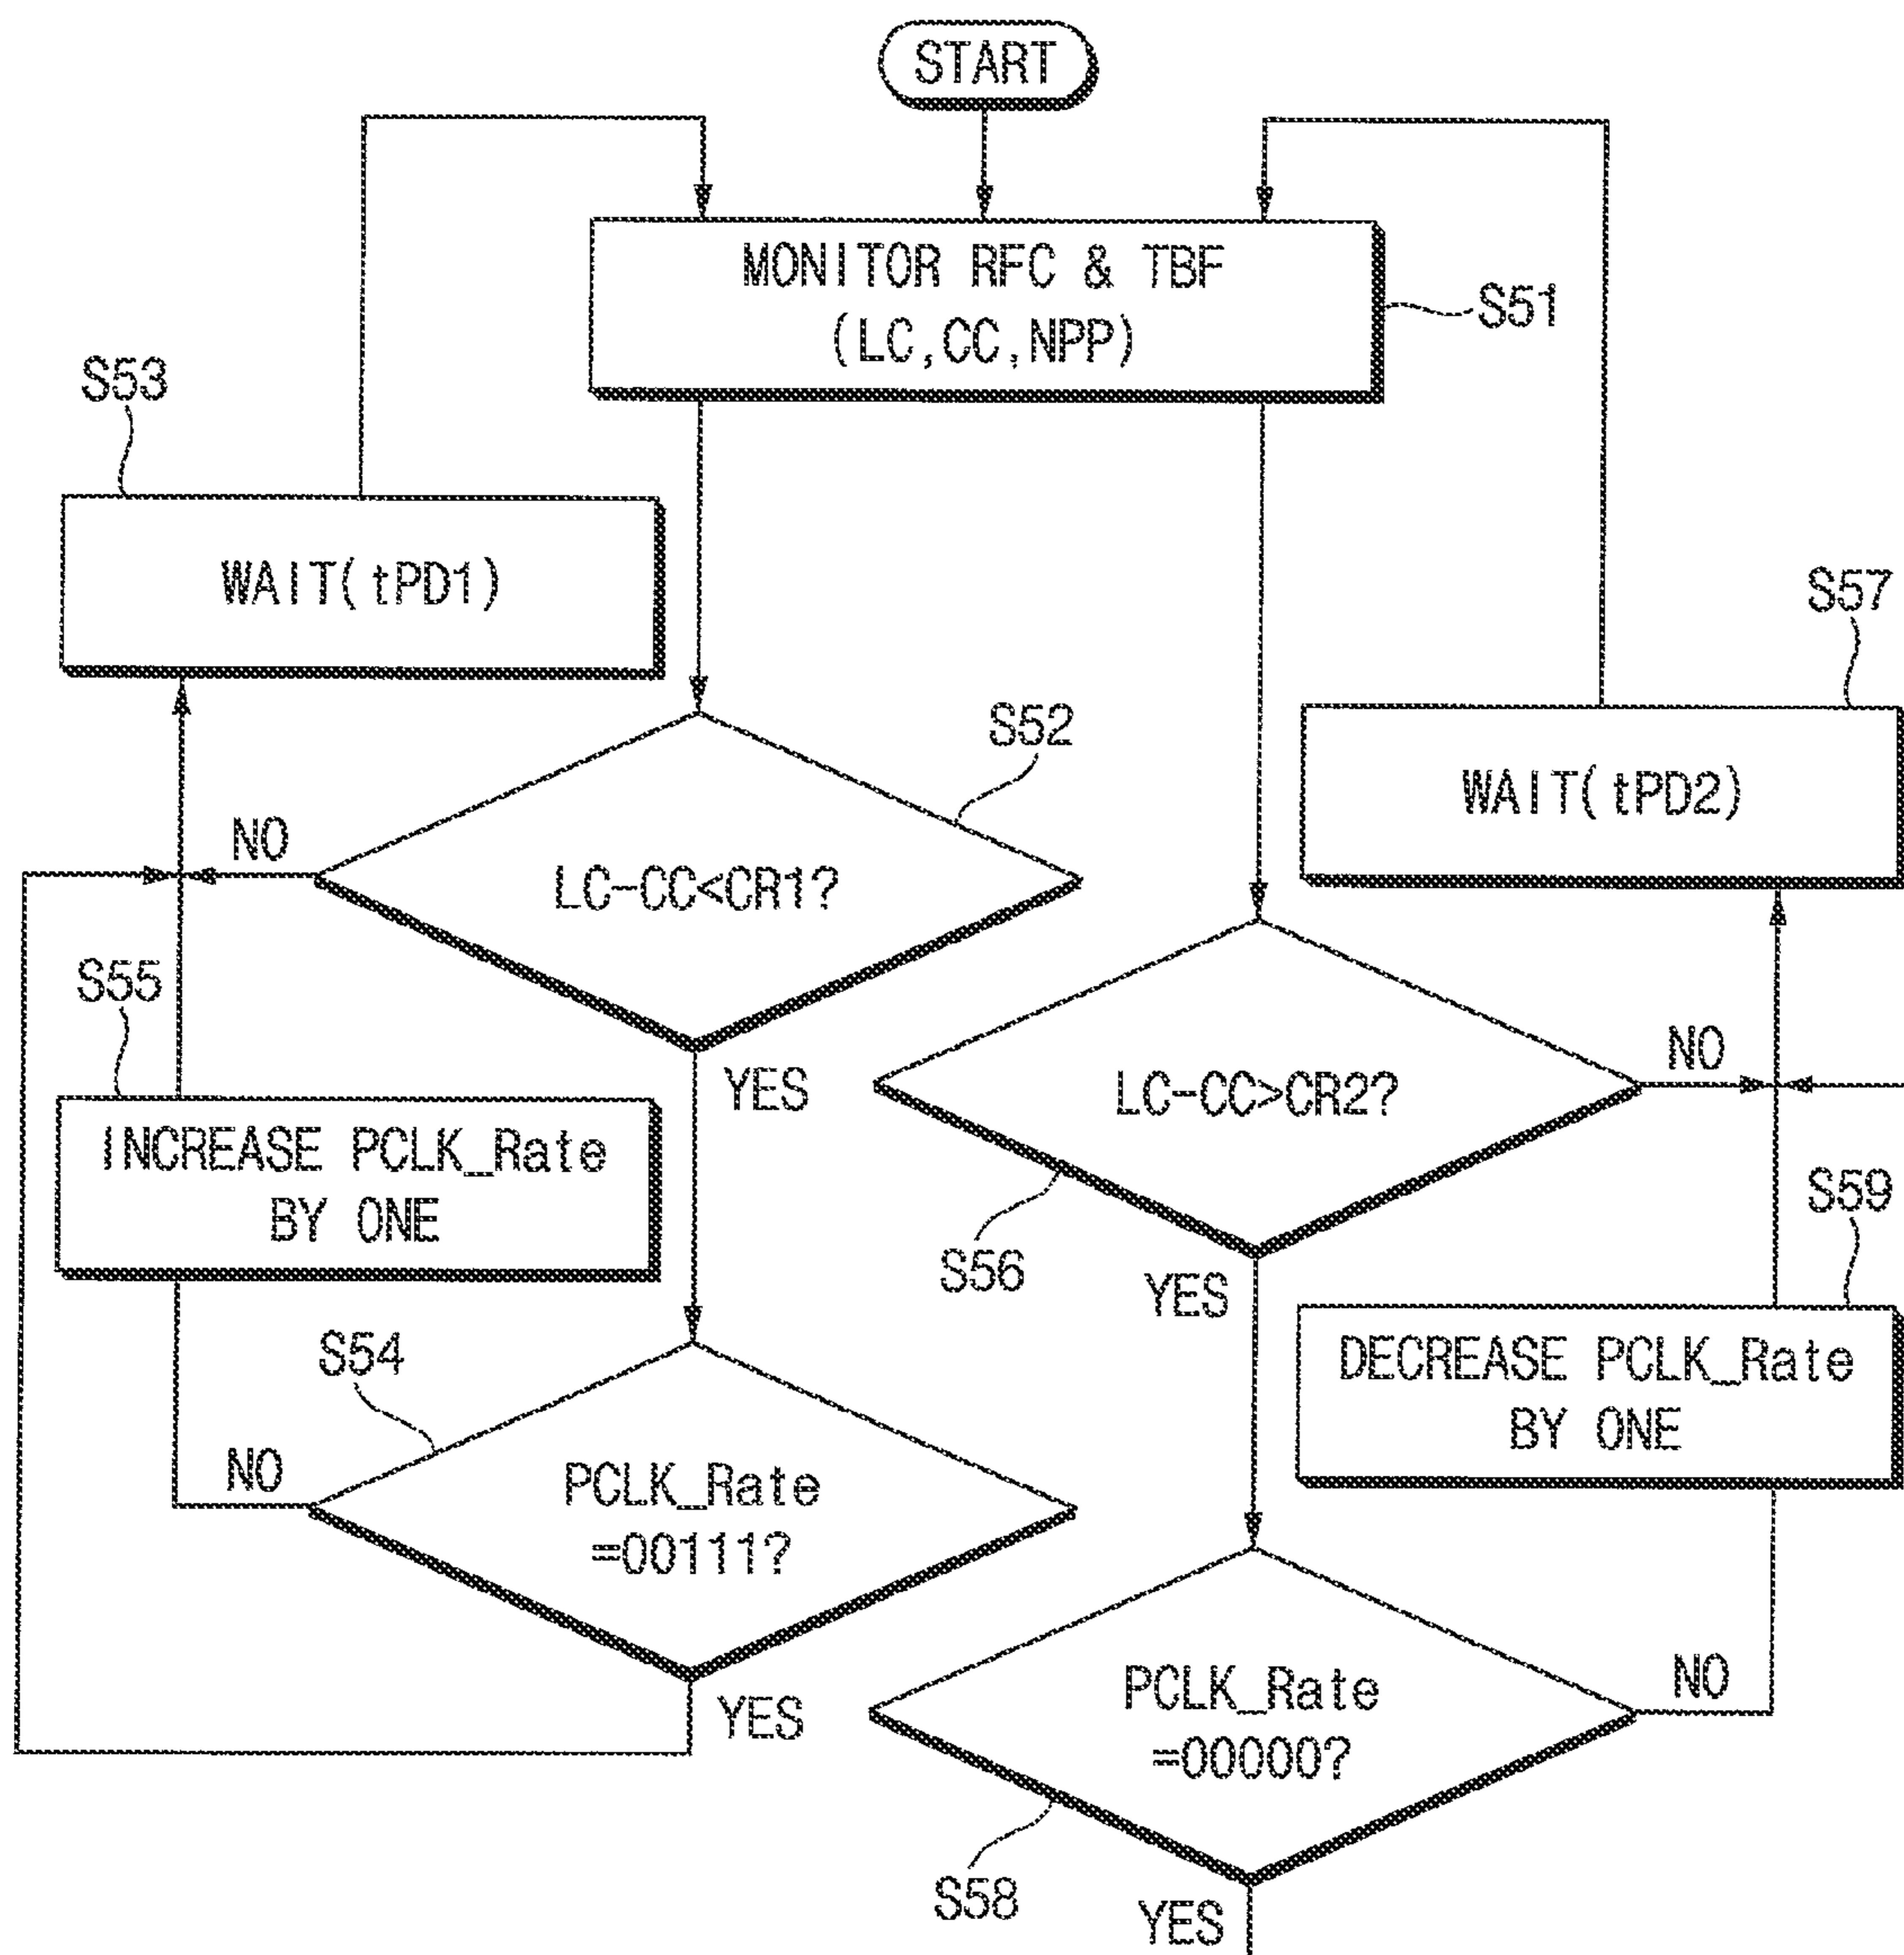 START
MONITOR RFC & TBF
(LC,CC,NPP)
S51
S53
WAIT(tPD1)
S57
WAIT(tPD2)
S52
LC-CC<CR1?
NO
YES
S55
INCREASE PCLK_Rate
BY ONE
LC-CC>CR2?
NO
S56
YES
S59
DECREASE PCLK_Rate
BY ONE
S54
PCLK_Rate
=00111?
NO
YES
PCLK_Rate
=00000?
NO
S58
YES